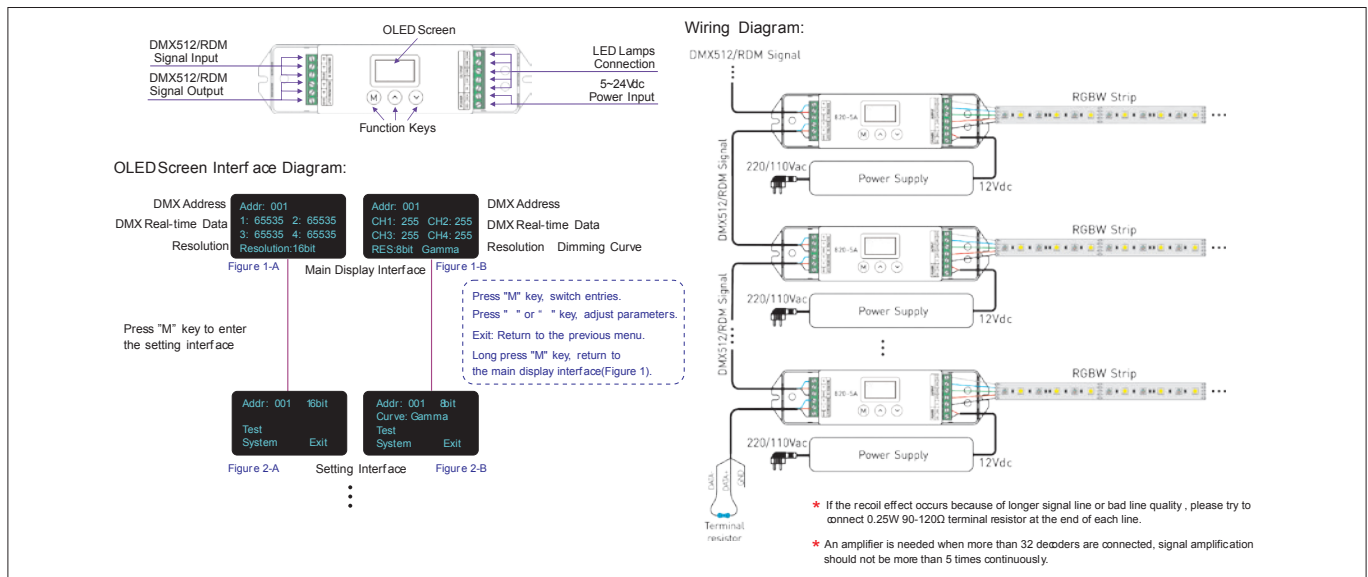 OLED Screen
DMX512/RDM
Signal Input
DMX512/RDM
Signal Output
LED Lamps
Connection
5~24Vdc
Power Input
M
Function Keys
OLED Screen Interface Diagram:
DMX Address
DMX Real-time Data
Resolution
Addr: 001
1: 65535 2: 65535
3: 65535 4: 65535
Resolution:16bit
Figure 1-A
Addr: 001
CH1: 255 CH2: 255
CH3: 255 CH4: 255
RES:8bit Gamma
Figure 1-B
DMX Address
DMX Real-time Data
Resolution Dimming Curve
Main Display Interface
Press "M" key to enter
the setting interface
Press "M" key, switch entries.
Press " " or " " key, adjust parameters.
Exit: Return to the previous menu.
Long press "M" key, return to
the main display interface(Figure 1).
Addr: 001 16bit
Test
System Exit
Figure 2-A
Addr: 001 8bit
Curve: Gamma
Test
System Exit
Figure 2-B
Setting Interface
Wiring Diagram:
DMX512/RDM Signal
RGBW Strip
820-5A
M
220/110Vac
Power Supply
12Vdc
DMX512/RDM Signal
RGBW Strip
820-5A
M
220/110Vac
Power Supply
12Vdc
DMX512/RDM Signal
RGBW Strip
820-5A
M
220/110Vac
Power Supply
12Vdc
DATA-
DATA+
GND
Terminal
resistor
* If the recoil effect occurs because of longer signal line or bad line quality , please try to
connect 0.25W 90-120Ω terminal resistor at the end of each line.
* An amplifier is needed when more than 32 decoders are connected, signal amplification
should not be more than 5 times continuously.